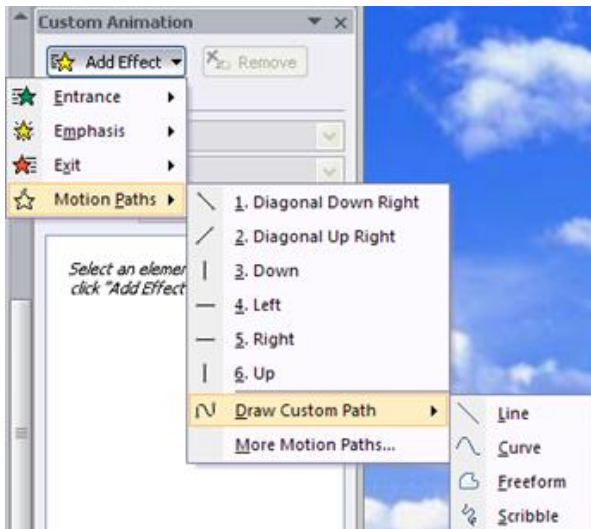 Custom Animation
Add Effect
Remove
Entrance
Emphasis
Exit
Motion Paths
Select an elemen
click "Add Effect
1. Diagonal Down Right
2. Diagonal Up Right
3. Down
4. Left
5. Right
6. Up
Draw Custom Path
More Motion Paths...
Line
Curve
Freeform
Scribble